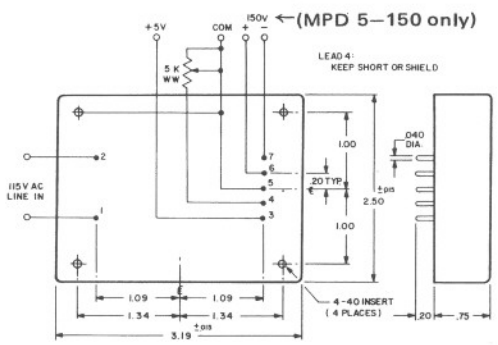 +5V
COM
150V
+ −
←(MPD 5–150 only)
5 K
WW
LEAD 4:
KEEP SHORT OR SHIELD
.040
DIA.
2
7
6
1.00
.20 TYP.
5
℄
±.015
2.50
115V AC
LINE IN
4
1
3
1.00
℄
1.09
1.09
4-40 INSERT
(4 PLACES)
1.34
1.34
.20
.75
3.19 ±.015